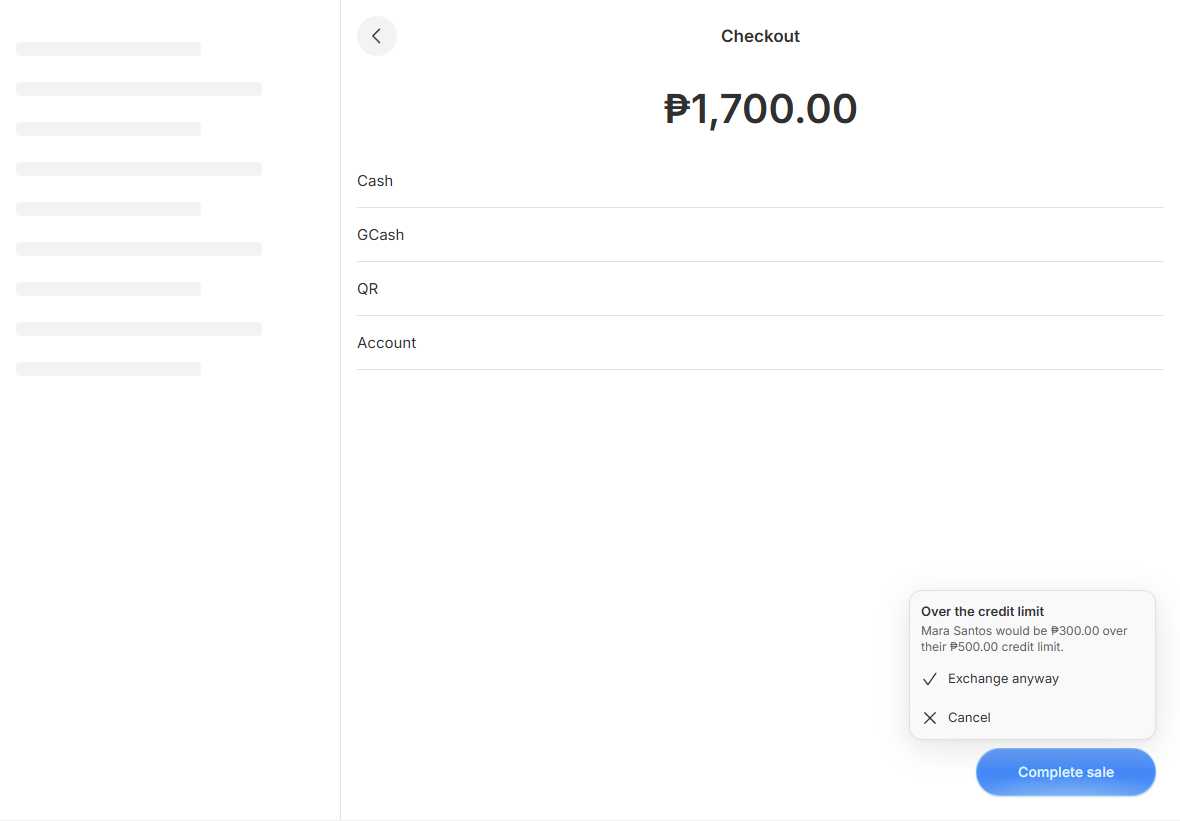 Checkout
₱1,700.00
Cash
GCash
QR
Account
Over the credit limit
Mara Santos would be ₱300.00 over
their ₱500.00 credit limit.
Exchange anyway
Cancel
Complete sale